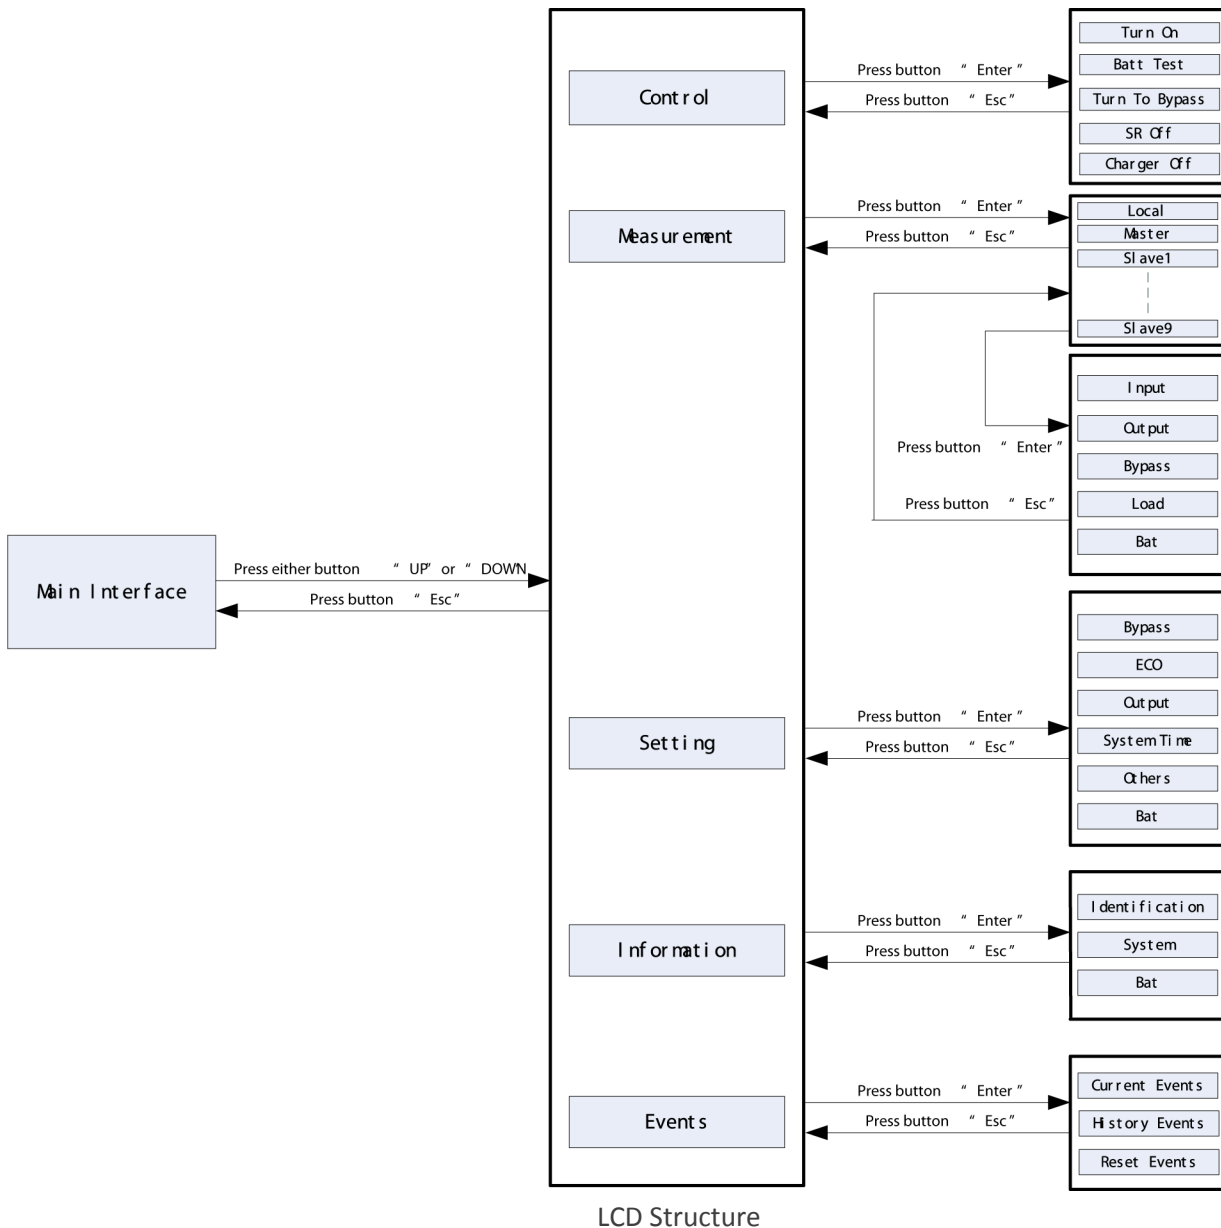 Main Interface
Press either button “ UP” or “ DOWN”
Press button “ Esc”
Control
Press button “ Enter ”
Press button “ Esc”
Turn On
Batt Test
Turn To Bypass
SR Off
Charger Off
Measurement
Press button “ Enter ”
Press button “ Esc”
Local
Master
Slave1
Slave9
Press button “ Enter ”
Press button “ Esc”
Input
Output
Bypass
Load
Bat
Setting
Press button “ Enter ”
Press button “ Esc”
Bypass
ECO
Output
System Time
Others
Bat
Information
Press button “ Enter ”
Press button “ Esc”
Identification
System
Bat
Events
Press button “ Enter ”
Press button “ Esc”
Current Events
History Events
Reset Events
LCD Structure